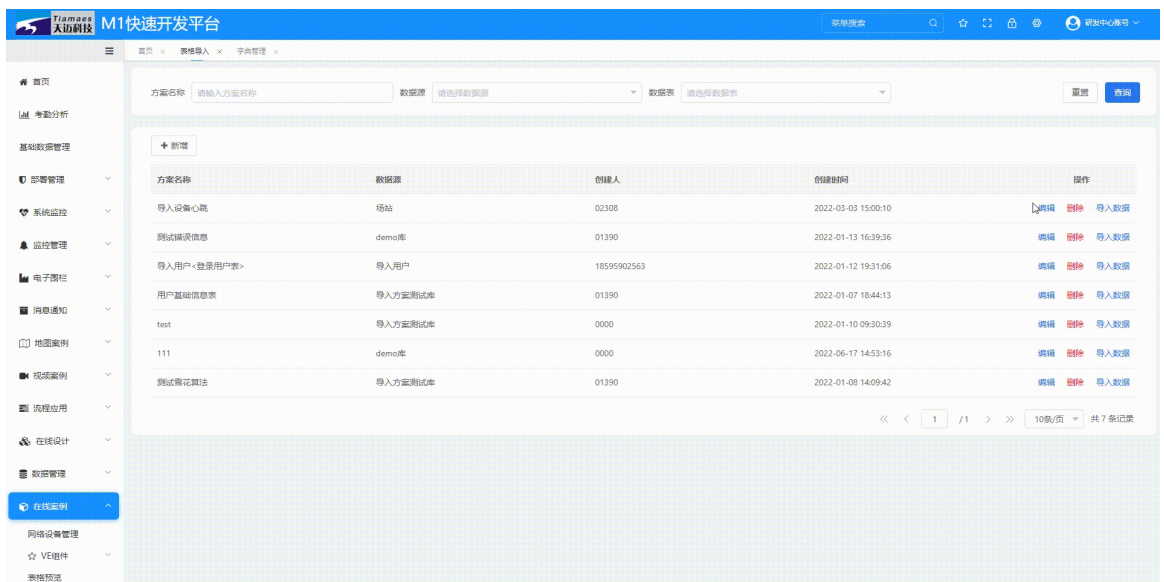 Tiamaes
天迈科技 M1快速开发平台 菜单搜索 研发中心账号
首页 × 表格导入 × 字典管理 ×
首页
考勤分析
基础数据管理
部署管理
系统监控
监控管理
电子围栏
消息通知
地图案例
视频案例
流程应用
在线设计
数据管理
在线案例
网络设备管理
VE组件
表格预览
方案名称 请输入方案名称 数据源 请选择数据源 数据表 请选择数据表 重置 查询
+ 新增
方案名称 数据源 创建人 创建时间 操作
导入设备心跳 场站 02308 2022-03-03 15:00:10 编辑 删除 导入数据
测试错误信息 demo库 01390 2022-01-13 16:39:36 编辑 删除 导入数据
导入用户<登录用户表> 导入用户 18595902563 2022-01-12 19:31:06 编辑 删除 导入数据
用户基础信息表 导入方案测试库 01390 2022-01-07 18:44:13 编辑 删除 导入数据
test 导入方案测试库 0000 2022-01-10 09:30:39 编辑 删除 导入数据
111 demo库 0000 2022-06-17 14:53:16 编辑 删除 导入数据
测试雪花算法 导入方案测试库 01390 2022-01-08 14:09:42 编辑 删除 导入数据
1 /1 10条/页 共 7 条记录